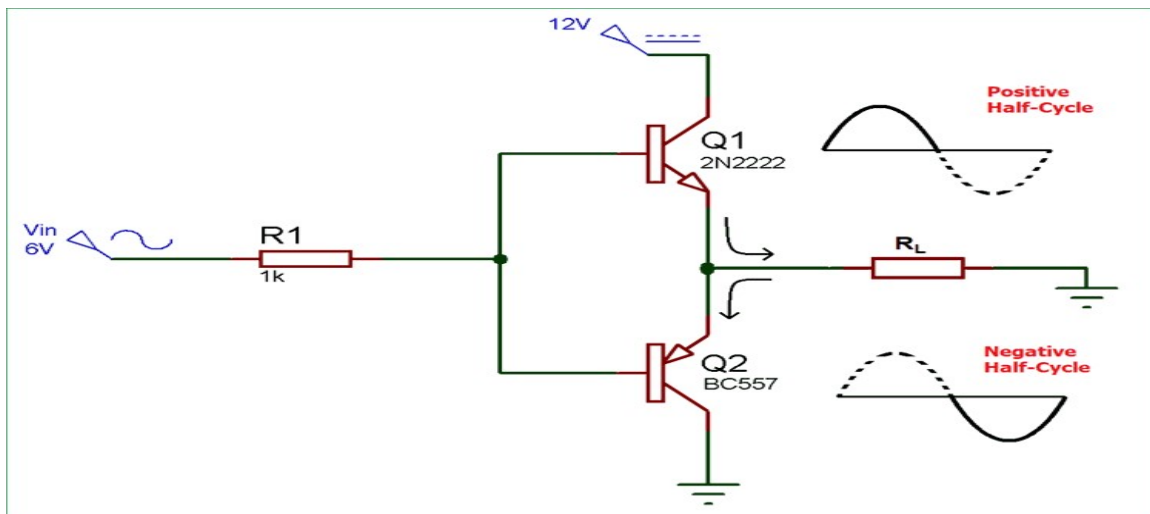 12V
Positive
Half-Cycle
Q1
2N2222
Vin
6V
R1
1k
RL
Q2
BC557
Negative
Half-Cycle